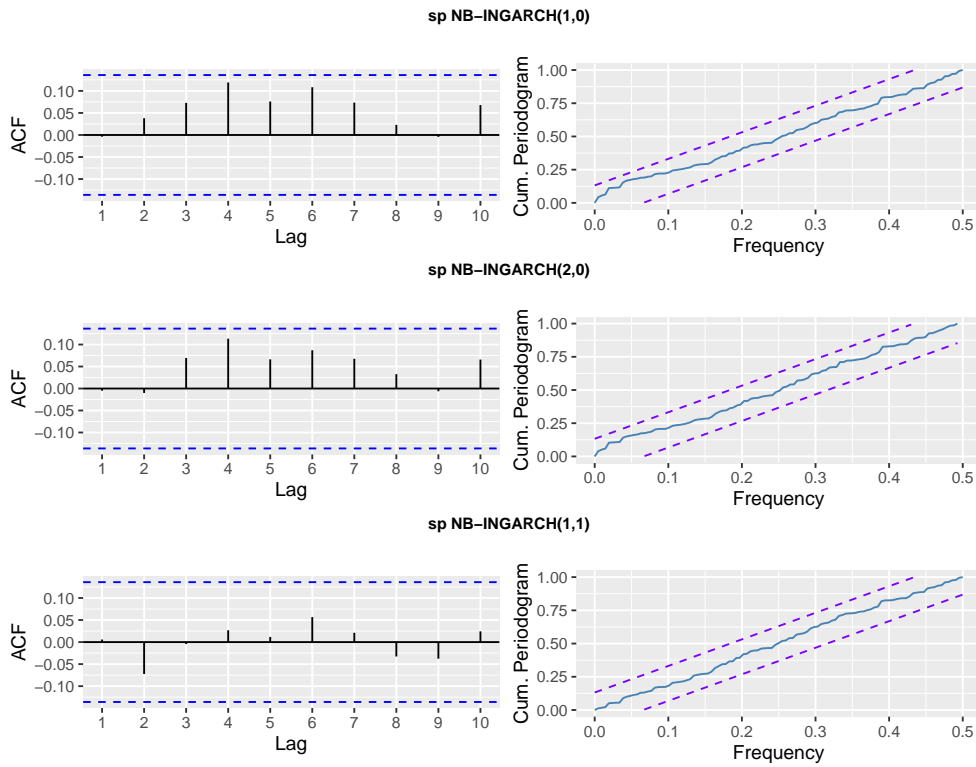 sp NB−INGARCH(1,0)
ACF
0.10
0.05
0.00
−0.05
−0.10
1 2 3 4 5 6 7 8 9 10
Lag
Cum. Periodogram
1.00
0.75
0.50
0.25
0.00
0.0 0.1 0.2 0.3 0.4 0.5
Frequency
sp NB−INGARCH(2,0)
ACF
0.10
0.05
0.00
−0.05
−0.10
1 2 3 4 5 6 7 8 9 10
Lag
Cum. Periodogram
1.00
0.75
0.50
0.25
0.00
0.0 0.1 0.2 0.3 0.4 0.5
Frequency
sp NB−INGARCH(1,1)
ACF
0.10
0.05
0.00
−0.05
−0.10
1 2 3 4 5 6 7 8 9 10
Lag
Cum. Periodogram
1.00
0.75
0.50
0.25
0.00
0.0 0.1 0.2 0.3 0.4 0.5
Frequency